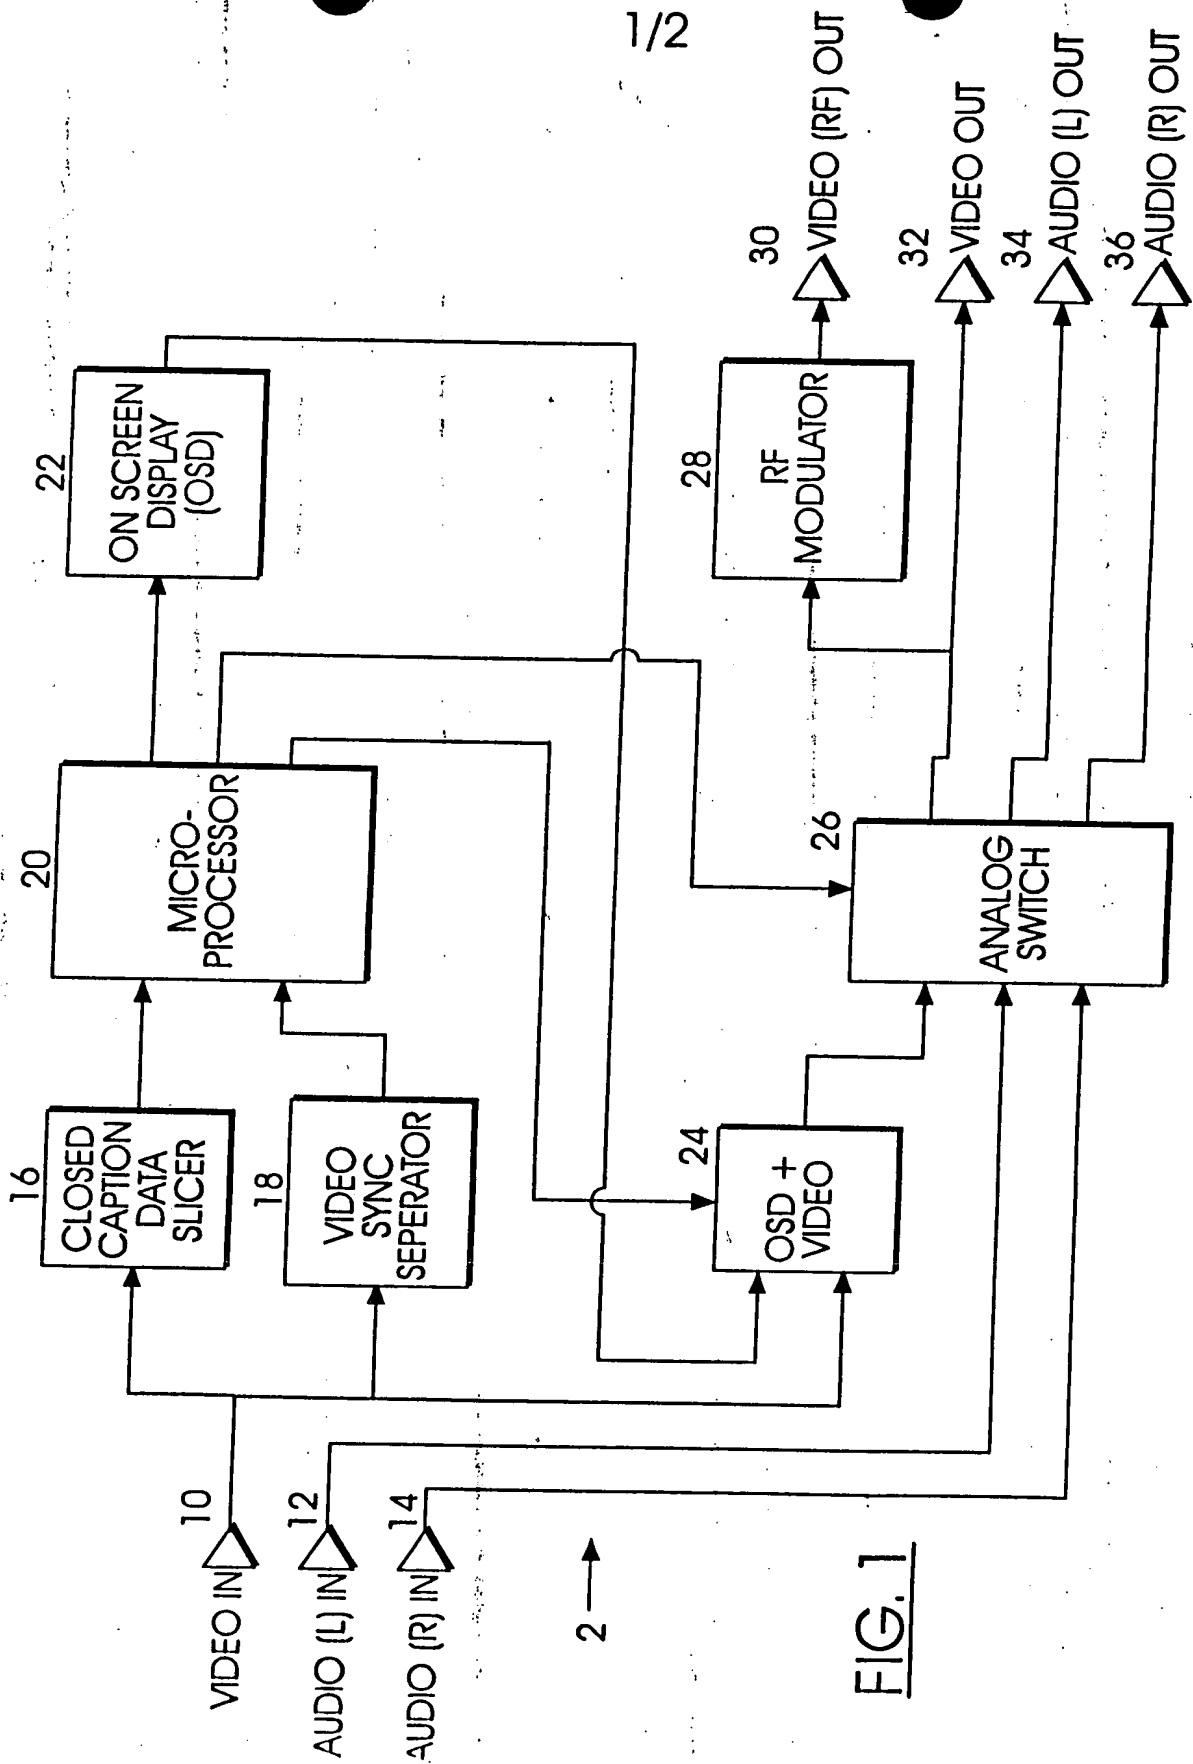 1/2
16
CLOSED
CAPTION
DATA
SLICER
20
MICRO-
PROCESSOR
22
ON SCREEN
DISPLAY
(OSD)
10
VIDEO IN
18
VIDEO
SYNC
SEPERATOR
12
AUDIO (L) IN
14
AUDIO (R) IN
2
24
OSD +
VIDEO
26
ANALOG
SWITCH
28
RF
MODULATOR
30
VIDEO (RF) OUT
32
VIDEO OUT
34
AUDIO (L) OUT
36
AUDIO (R) OUT
FIG. 1